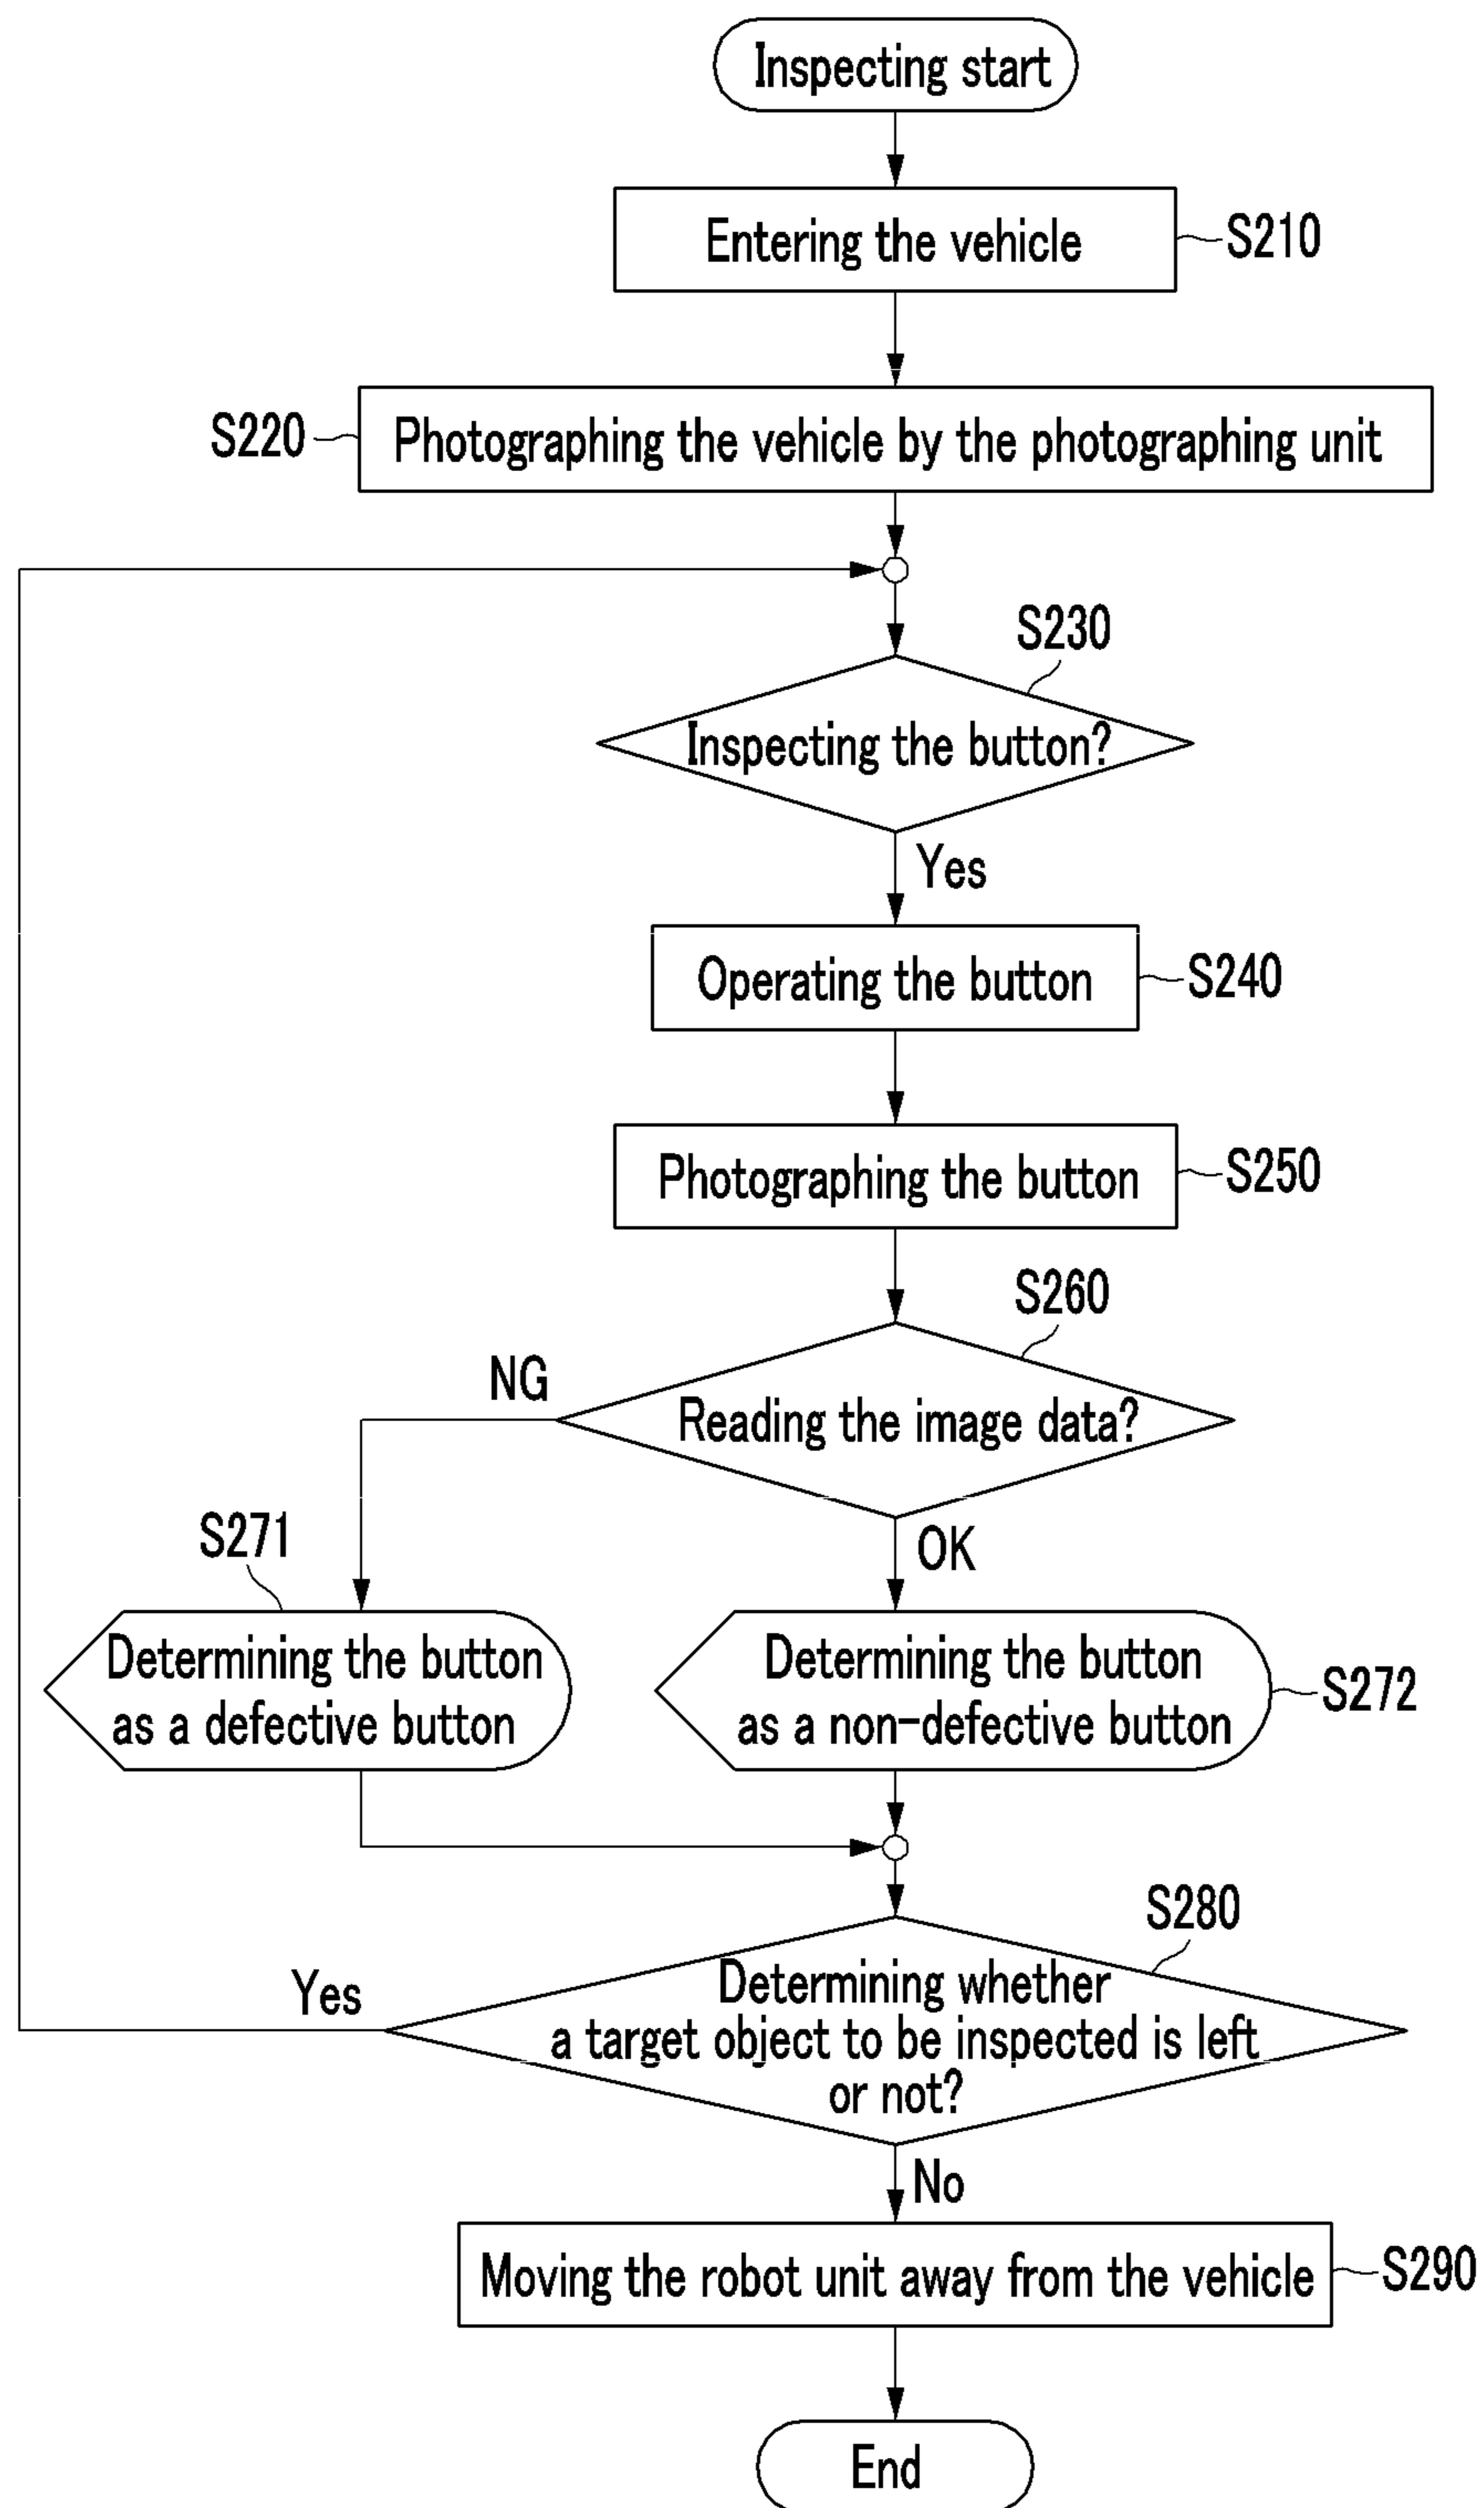 Inspecting start
Entering the vehicle
S210
S220
Photographing the vehicle by the photographing unit
S230
Inspecting the button?
Yes
Operating the button
S240
Photographing the button
S250
S260
NG
Reading the image data?
S271
OK
Determining the button
as a defective button
Determining the button
as a non-defective button
S272
S280
Yes
Determining whether
a target object to be inspected is left
or not?
No
Moving the robot unit away from the vehicle
S290
End